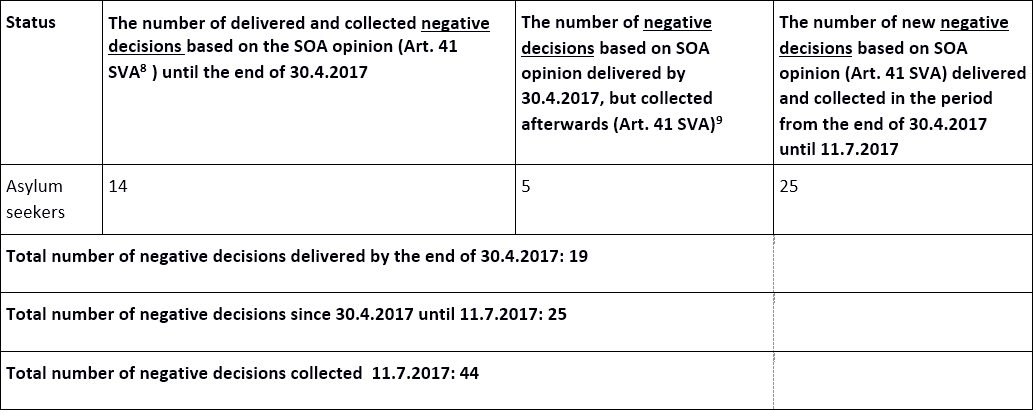 Status
The number of delivered and collected negative
decisions based on the SOA opinion (Art. 41
SVA⁸ ) until the end of 30.4.2017
The number of negative
decisions based on SOA
opinion delivered by
30.4.2017, but collected
afterwards (Art. 41 SVA)⁹
The number of new negative
decisions based on SOA
opinion (Art. 41 SVA) delivered
and collected in the period
from the end of 30.4.2017
until 11.7.2017
Asylum
seekers
14
5
25
Total number of negative decisions delivered by the end of 30.4.2017: 19
Total number of negative decisions since 30.4.2017 until 11.7.2017: 25
Total number of negative decisions collected  11.7.2017: 44